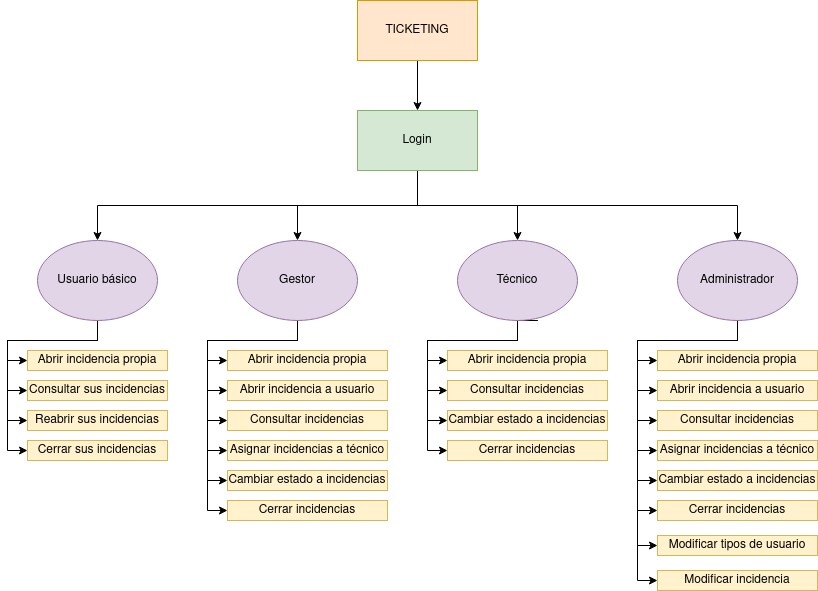 TICKETING
Login
Usuario básico
Gestor
Técnico
Administrador
Abrir incidencia propia
Consultar sus incidencias
Reabrir sus incidencias
Cerrar sus incidencias
Abrir incidencia propia
Abrir incidencia a usuario
Consultar incidencias
Asignar incidencias a técnico
Cambiar estado a incidencias
Cerrar incidencias
Abrir incidencia propia
Consultar incidencias
Cambiar estado a incidencias
Cerrar incidencias
Abrir incidencia propia
Abrir incidencia a usuario
Consultar incidencias
Asignar incidencias a técnico
Cambiar estado a incidencias
Cerrar incidencias
Modificar tipos de usuario
Modificar incidencia